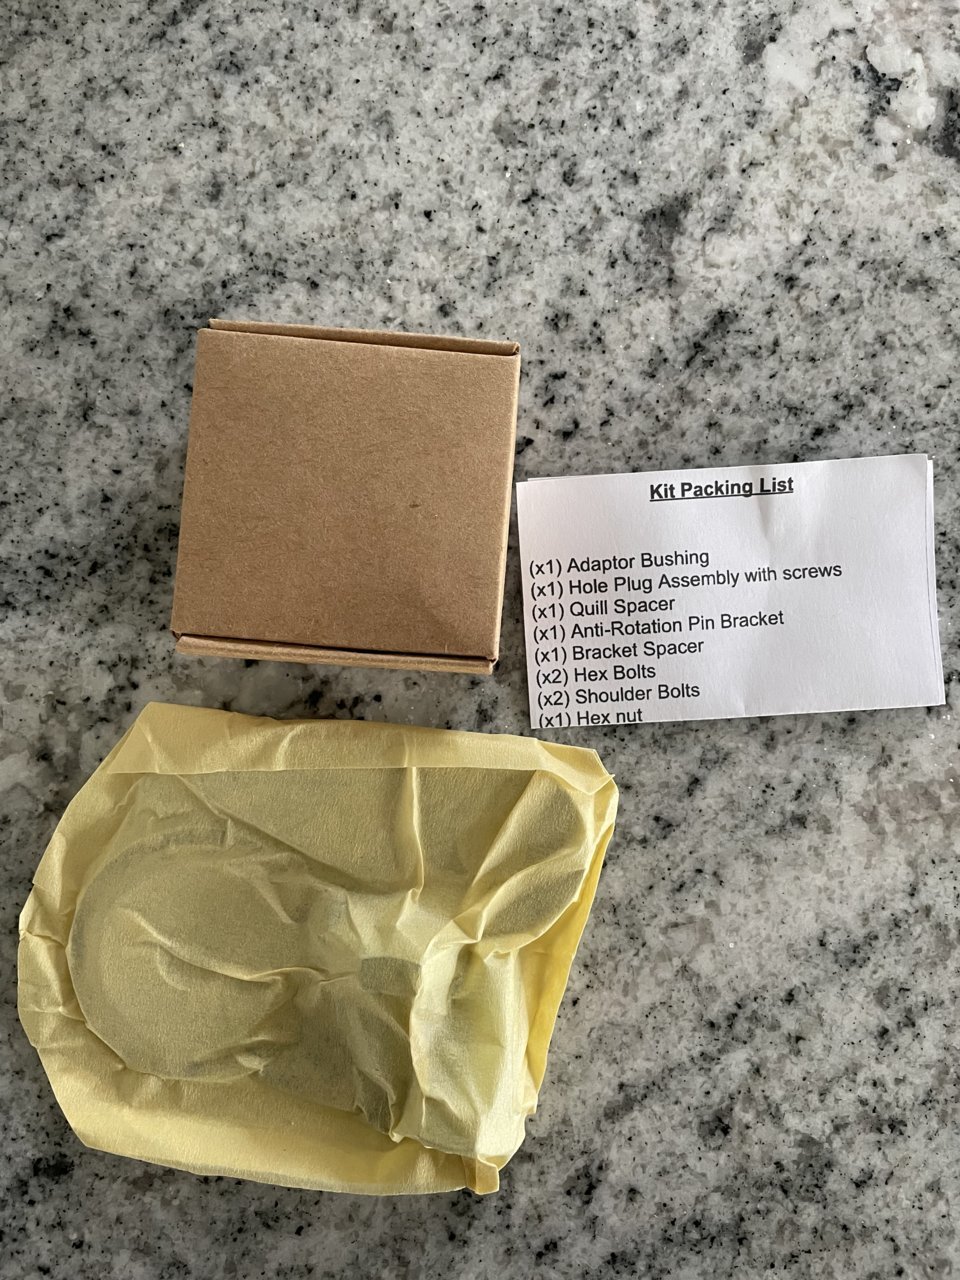 Kit Packing List
(x1) Adaptor Bushing
(x1) Hole Plug Assembly with screws
(x1) Quill Spacer
(x1) Anti-Rotation Pin Bracket
(x1) Bracket Spacer
(x2) Hex Bolts
(x2) Shoulder Bolts
(x1) Hex nut